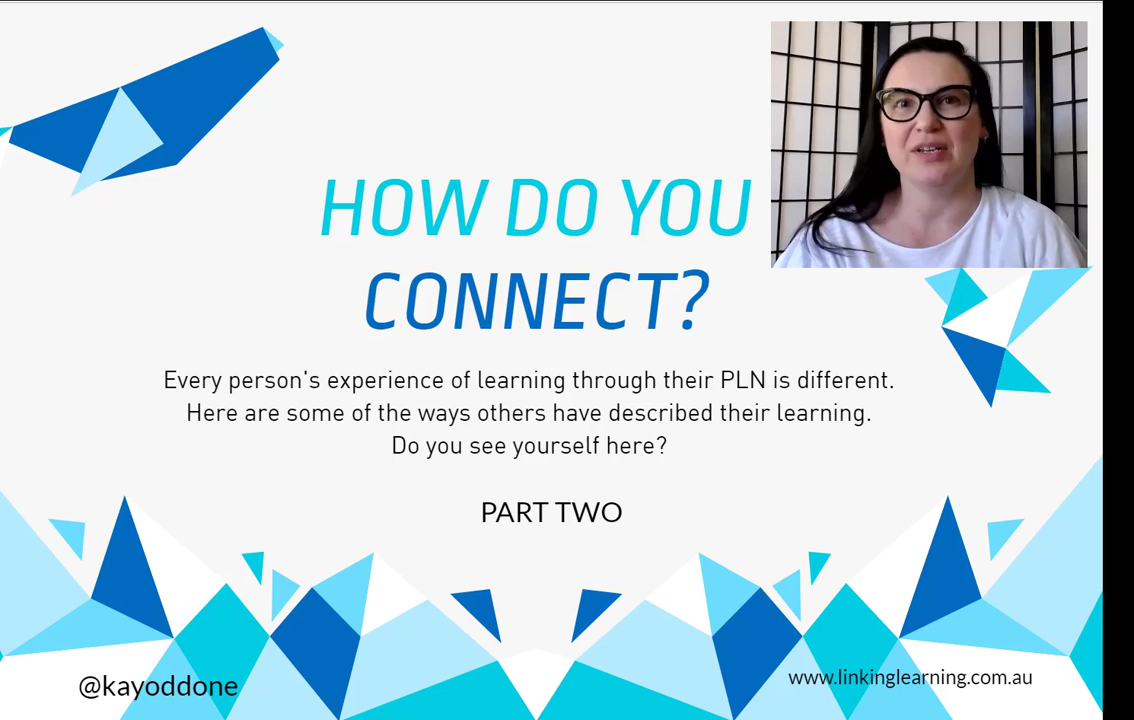 HOW DO YOU
CONNECT?
Every person's experience of learning through their PLN is different.
Here are some of the ways others have described their learning.
Do you see yourself here?
PART TWO
@kayoddone
www.linkinglearning.com.au